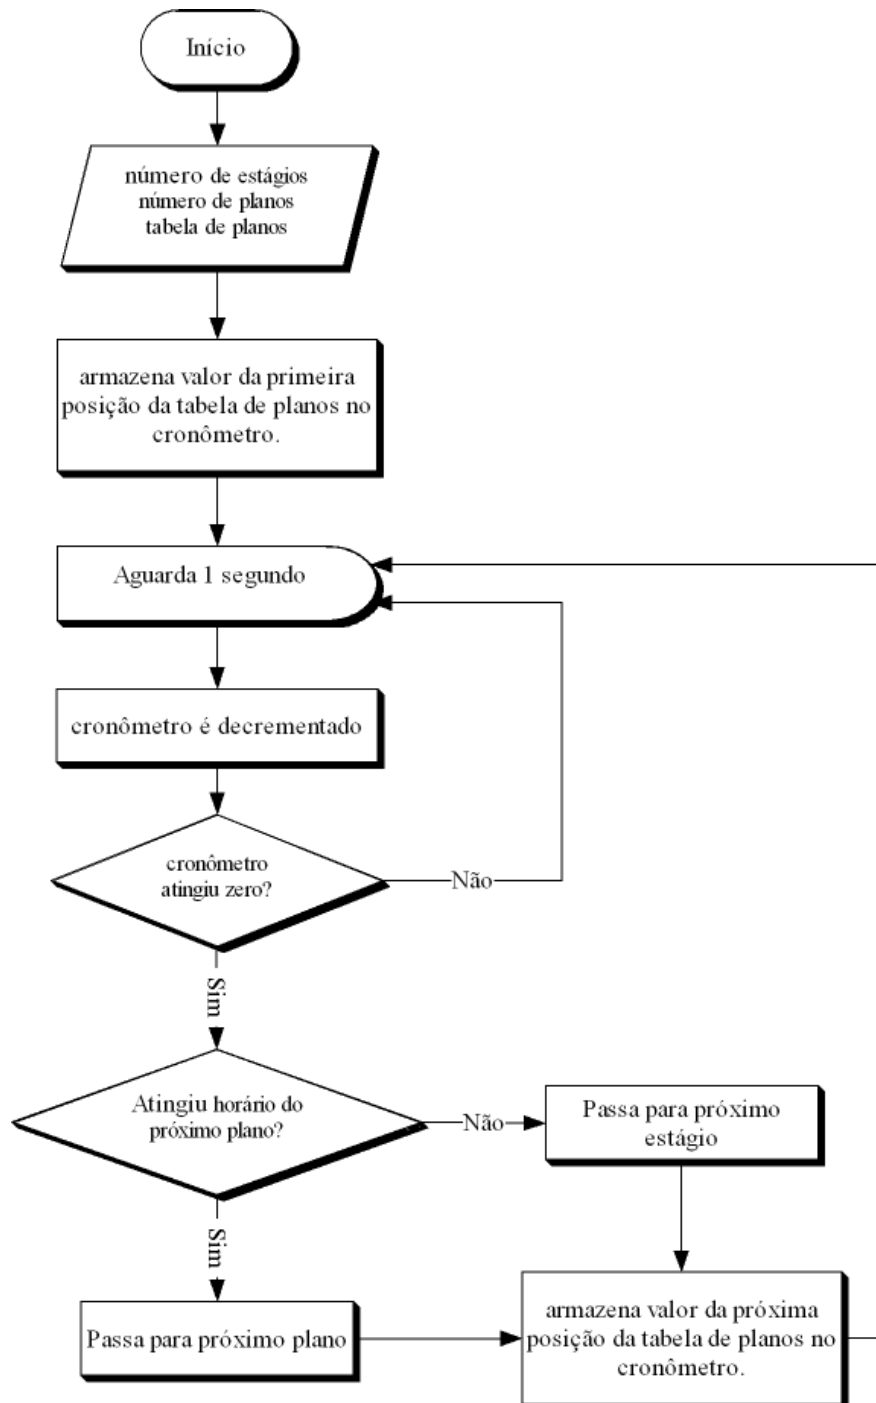 Início
número de estágios
número de planos
tabela de planos
armazena valor da primeira
posição da tabela de planos no
cronômetro.
Aguarda 1 segundo
cronômetro é decrementado
cronômetro
atingiu zero?
Não
Sim
Atingiu horário do
próximo plano?
Não
Passa para próximo
estágio
Sim
Passa para próximo plano
armazena valor da próxima
posição da tabela de planos no
cronômetro.